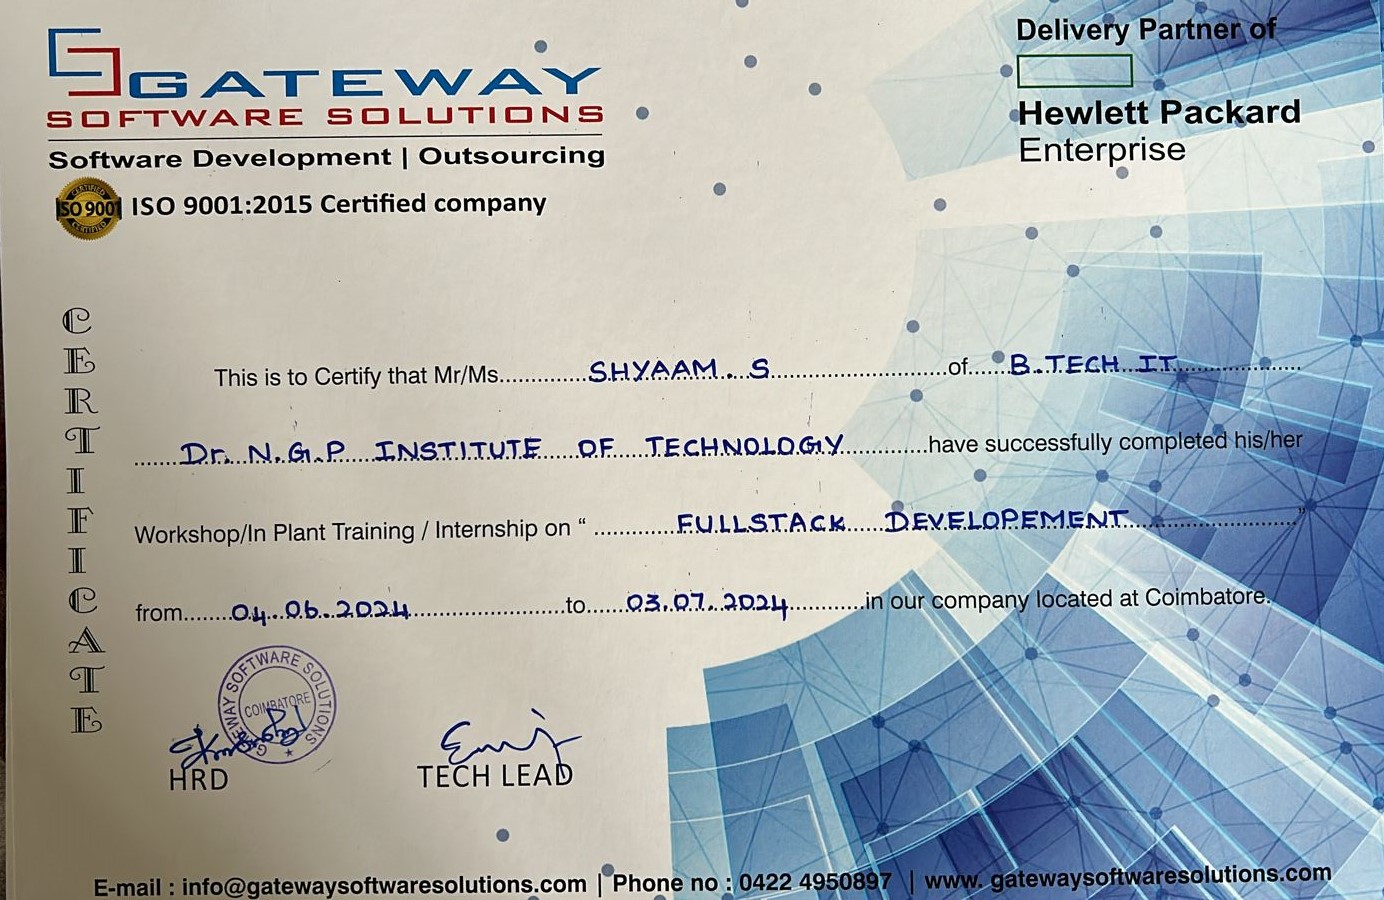 GATEWAY
SOFTWARE SOLUTIONS
Software Development | Outsourcing
CERTIFIED
ISO 9001
CERTIFIED
ISO 9001:2015 Certified company
Delivery Partner of
Hewlett Packard
Enterprise
CERTIFICATE
This is to Certify that Mr/Ms.............SHYAAM. S..............................of......B.TECH IT....................
.......Dr. N.G.P INSTITUTE OF TECHNOLOGY.............have successfully completed his/her
Workshop/In Plant Training / Internship on “ ............FULLSTACK DEVELOPEMENT........................”
from.......04.06.2024.........................to......03.07.2024............in our company located at Coimbatore.
GATEWAY SOFTWARE SOLUTIONS
COIMBATORE
HRD
TECH LEAD
E-mail : info@gatewaysoftwaresolutions.com | Phone no : 0422 4950897 | www. gatewaysoftwaresolutions.com